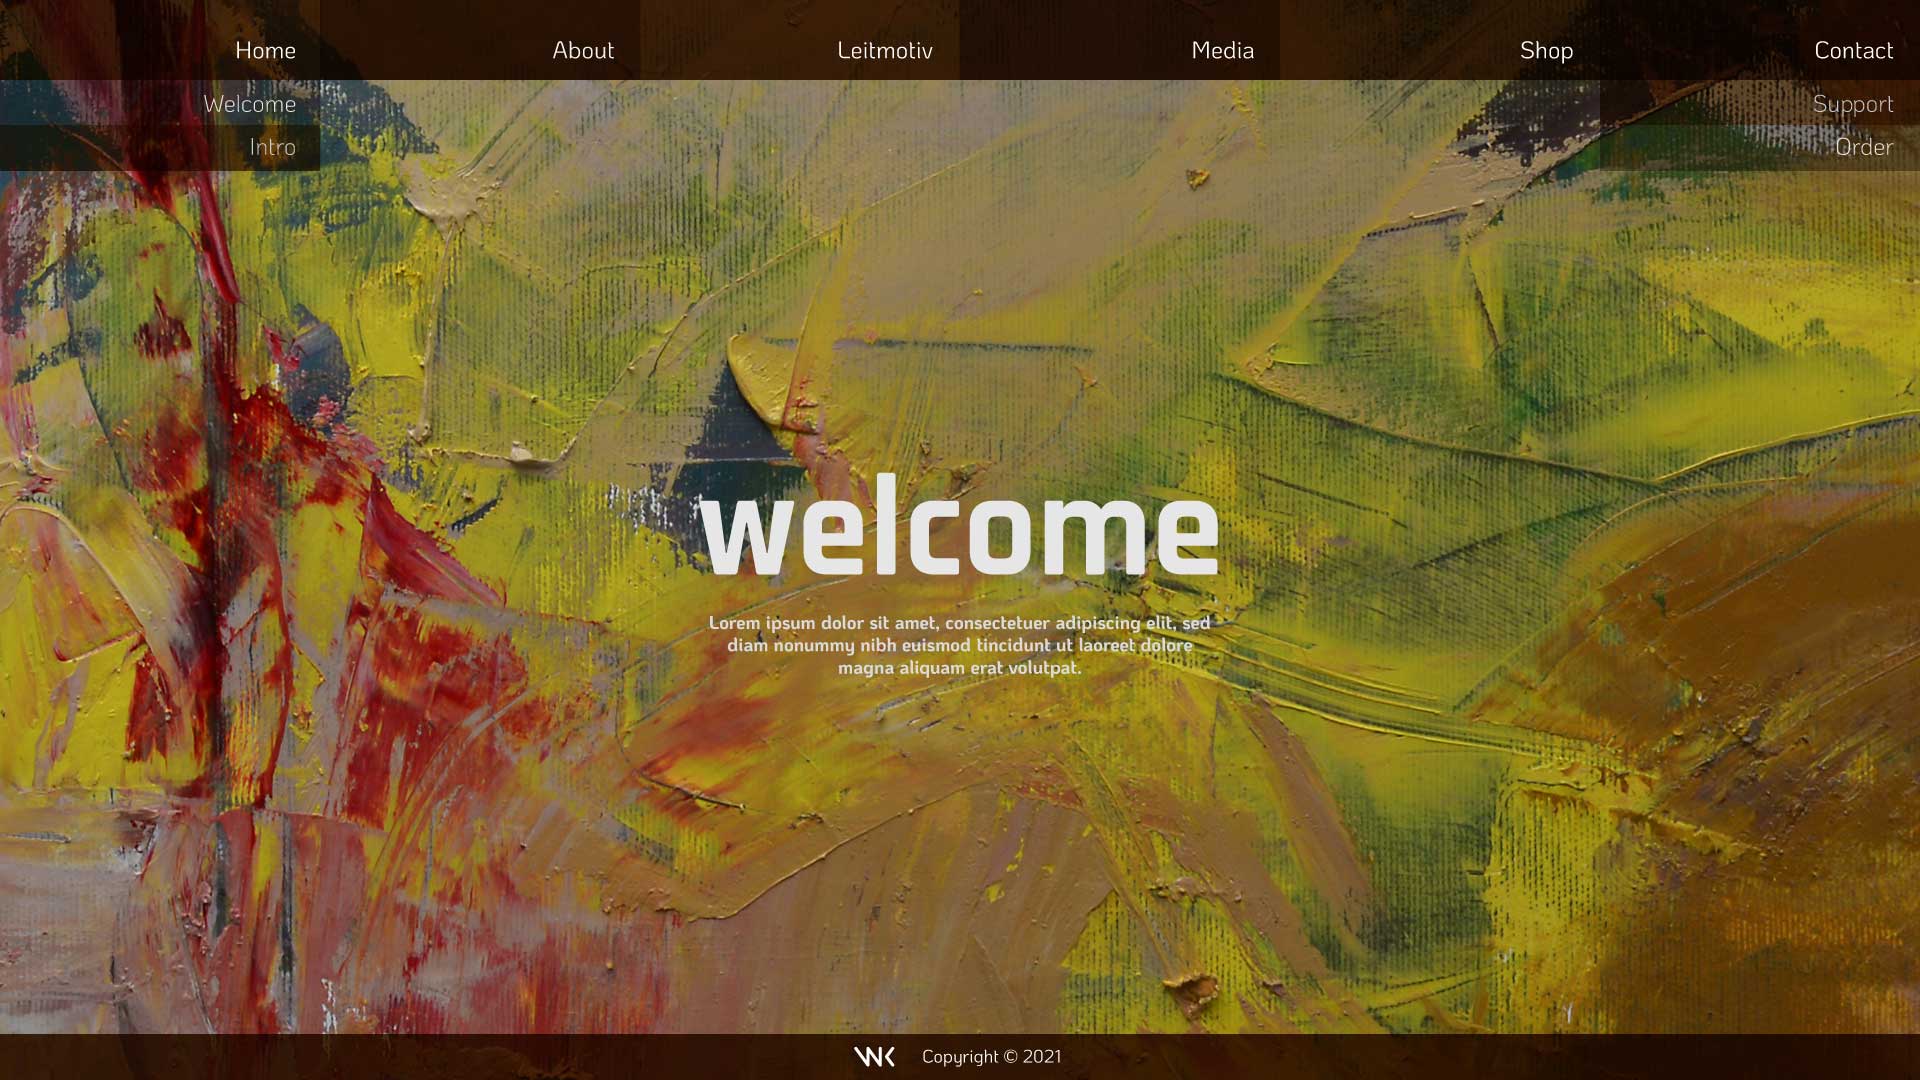 Home About Leitmotiv Media Shop Contact
Welcome Support
Intro Order
welcome
Lorem ipsum dolor sit amet, consectetuer adipiscing elit, sed
diam nonummy nibh euismod tincidunt ut laoreet dolore
magna aliquam erat volutpat.
WK Copyright © 2021